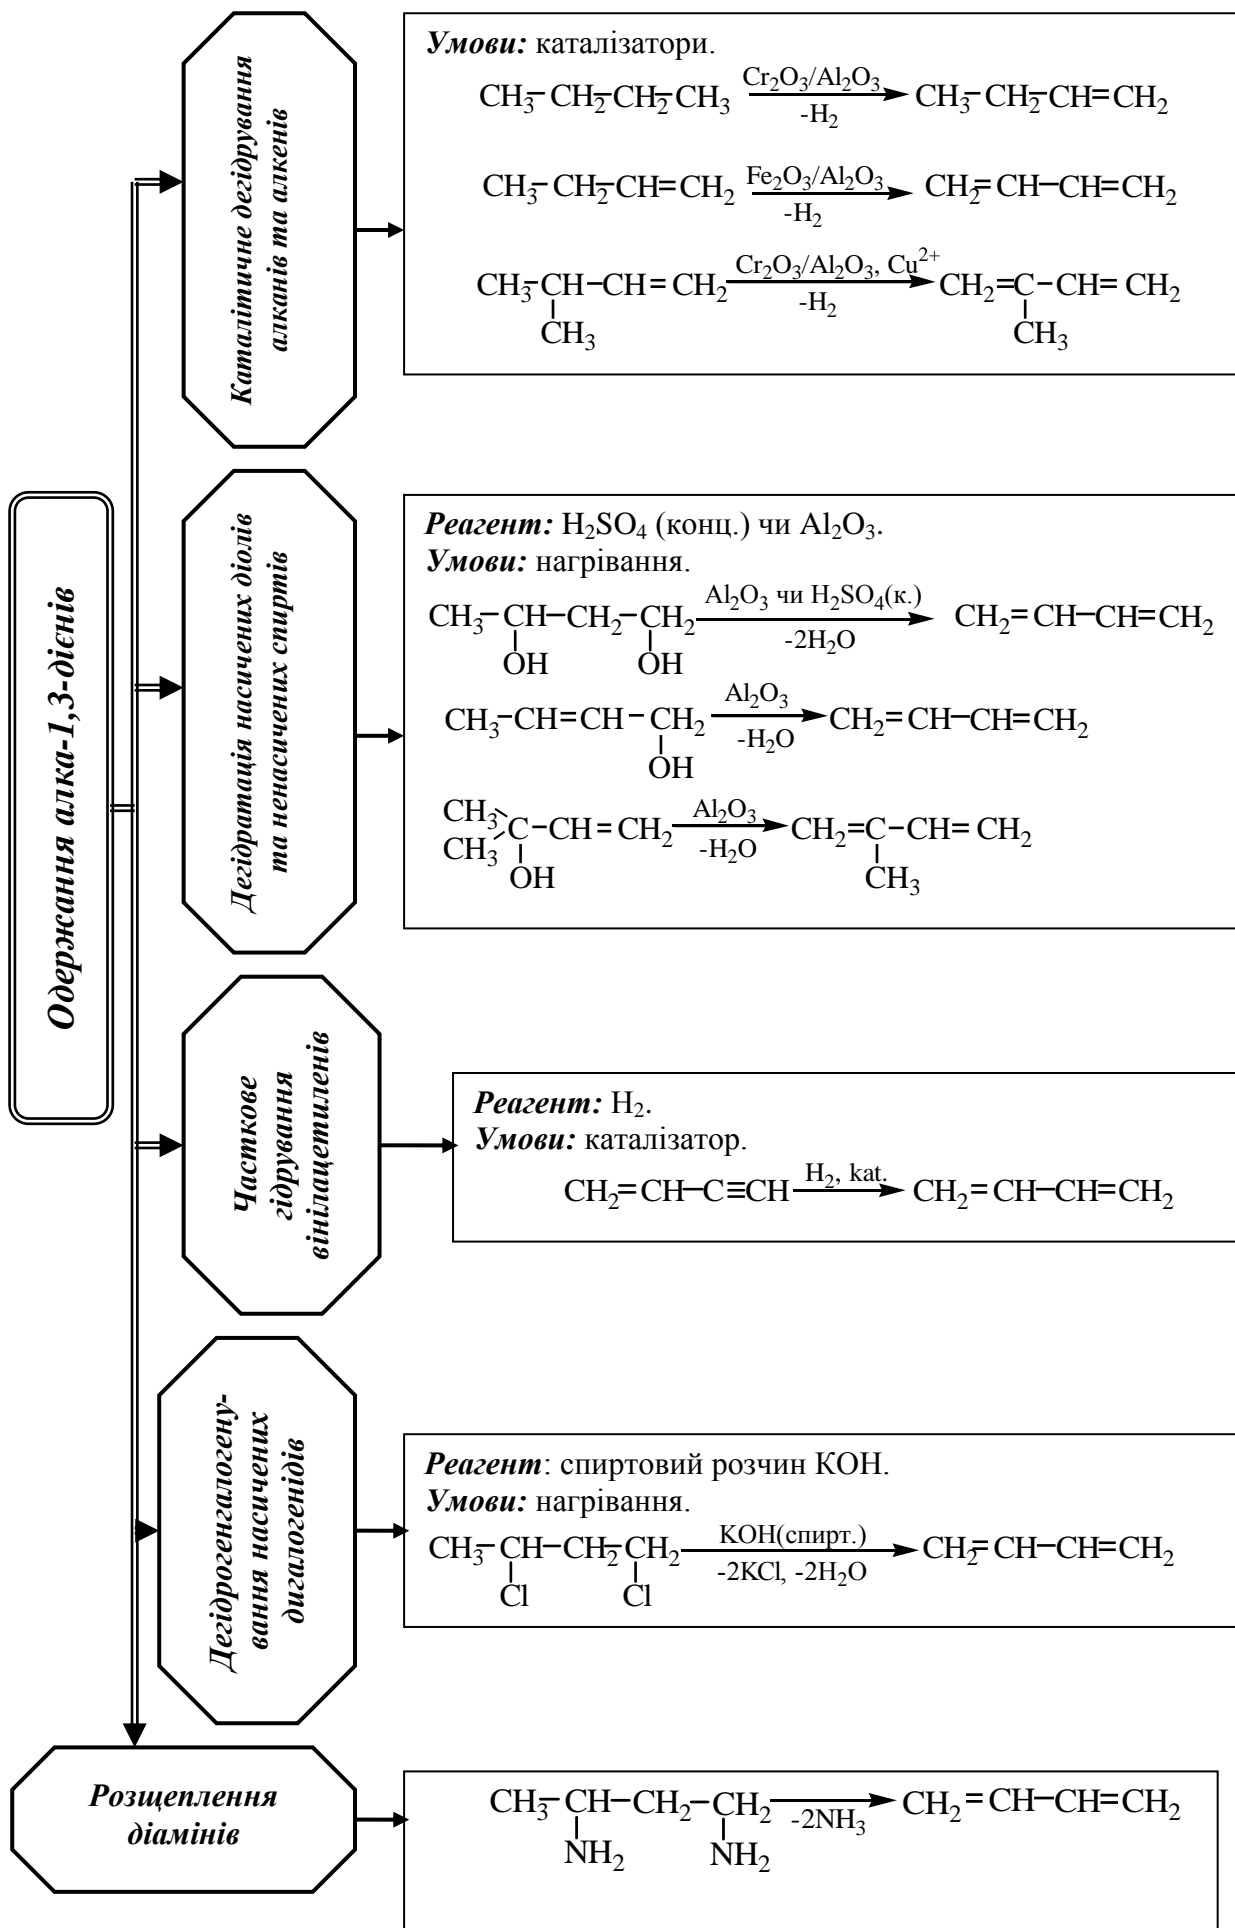 Одержання алка-1,3-дієнів
Каталітичне дегідрування
алканів та алкенів
Умови: каталізатори.
CH₃–CH₂–CH₂–CH₃ Cr₂O₃/Al₂O₃ -H₂ → CH₃–CH₂–CH=CH₂
CH₃–CH₂–CH=CH₂ Fe₂O₃/Al₂O₃ -H₂ → CH₂=CH–CH=CH₂
CH₃–CH–CH=CH₂ Cr₂O₃/Al₂O₃, Cu²⁺ -H₂ → CH₂=C–CH=CH₂
CH₃ CH₃
Дегідратація насичених діолів
та ненасичених спиртів
Реагент: H₂SO₄ (конц.) чи Al₂O₃.
Умови: нагрівання.
CH₃–CH–CH₂–CH₂ Al₂O₃ чи H₂SO₄(к.) -2H₂O → CH₂=CH–CH=CH₂
OH OH
CH₃–CH=CH–CH₂ Al₂O₃ -H₂O → CH₂=CH–CH=CH₂
OH
CH₃
CH₃ C–CH=CH₂ Al₂O₃ -H₂O → CH₂=C–CH=CH₂
OH CH₃
Часткове
гідрування
вінілацетиленів
Реагент: H₂.
Умови: каталізатор.
CH₂=CH–C≡CH H₂, kat. → CH₂=CH–CH=CH₂
Дегідрогенгалогену-
вання насичених
дигалогенідів
Реагент: спиртовий розчин КОН.
Умови: нагрівання.
CH₃–CH–CH₂–CH₂ KOH(спирт.) -2KCl, -2H₂O → CH₂=CH–CH=CH₂
Cl Cl
Розщеплення
діамінів
CH₃–CH–CH₂–CH₂ -2NH₃ → CH₂=CH–CH=CH₂
NH₂ NH₂